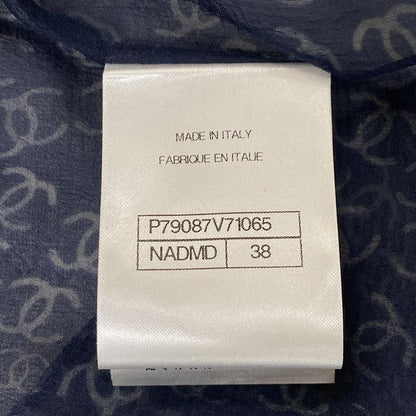 MADE IN ITALY
FABRIQUE EN ITALIE
P79087V71065
NADMD 38